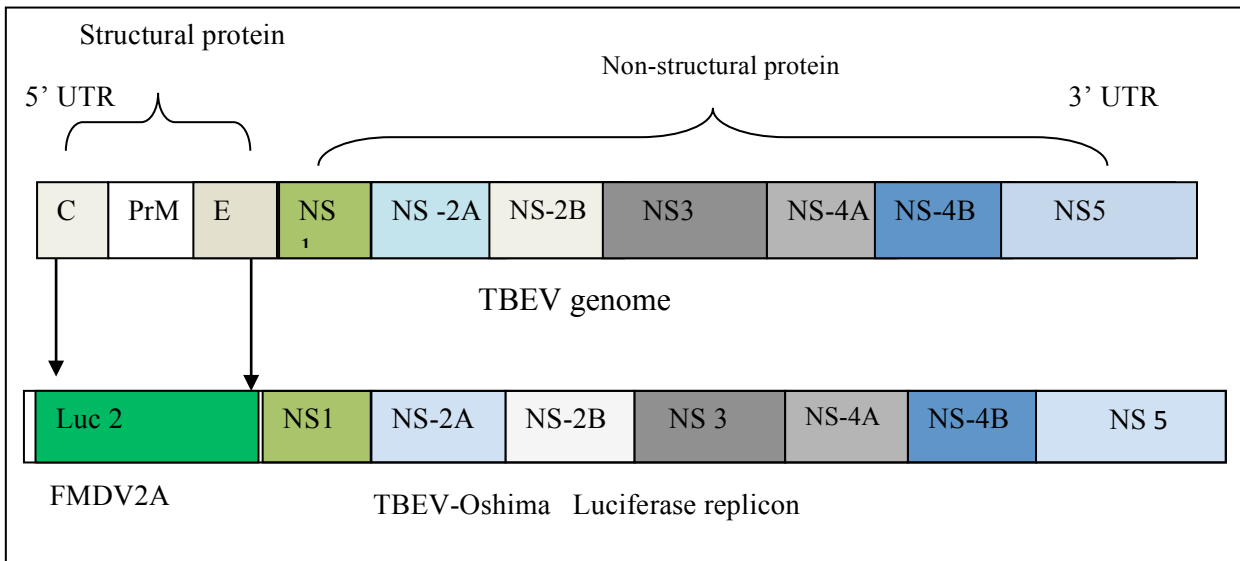 Structural protein
Non-structural protein
5’ UTR
3’ UTR
C PrM E NS NS -2A NS-2B NS3 NS-4A NS-4B NS5
1
TBEV genome
Luc 2 NS1 NS-2A NS-2B NS 3 NS-4A NS-4B NS 5
FMDV2A
TBEV-Oshima Luciferase replicon